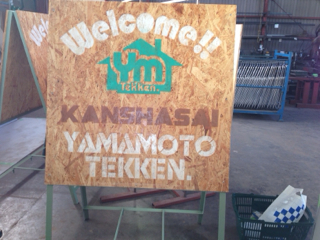 Welcome!!
Ym
Tekken.
KANSHASAI
YAMAMOTO
TEKKEN.